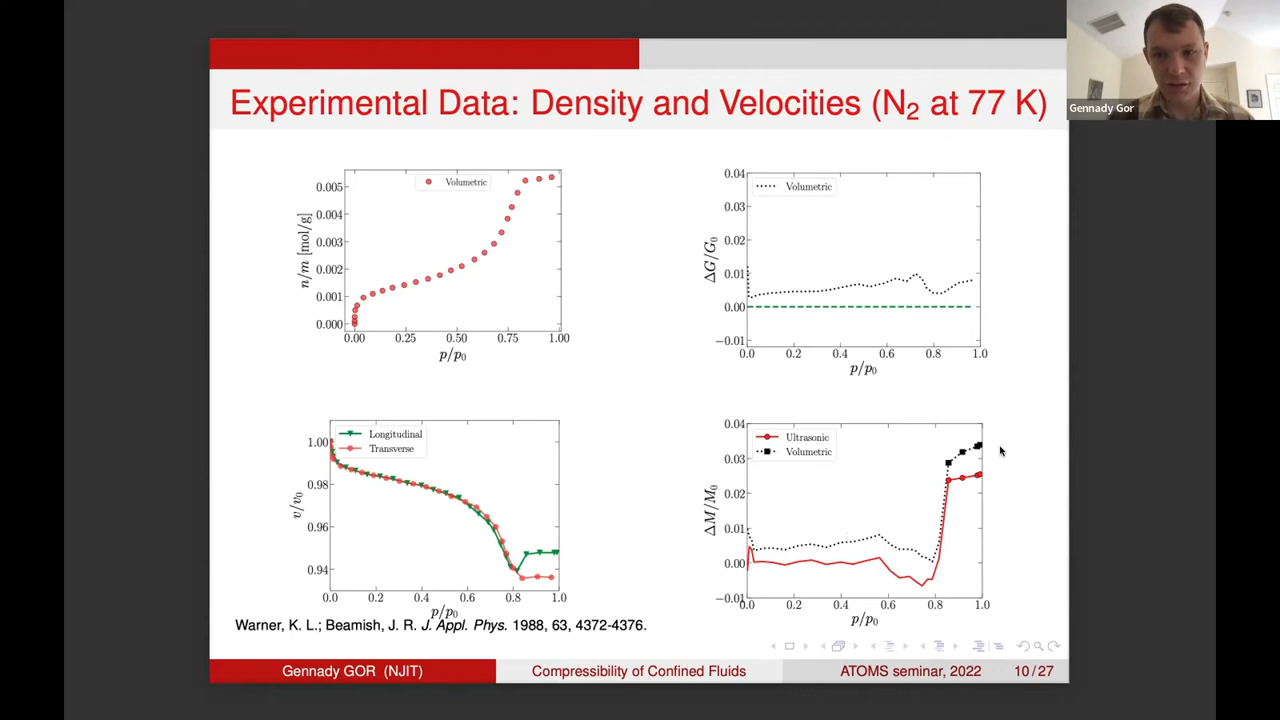 Gennady Gor
Experimental Data: Density and Velocities (N₂ at 77 K)
Volumetric
n/m [mol/g]
0.005
0.004
0.003
0.002
0.001
0.000
0.00 0.25 0.50 0.75 1.00
p/p₀
Volumetric
ΔG/G₀
0.04
0.03
0.02
0.01
0.00
−0.01
0.0 0.2 0.4 0.6 0.8 1.0
p/p₀
Longitudinal
Transverse
v/v₀
1.00
0.98
0.96
0.94
0.0 0.2 0.4 0.6 0.8 1.0
p/p₀
Ultrasonic
Volumetric
ΔM/M₀
0.04
0.03
0.02
0.01
0.00
−0.01
0.0 0.2 0.4 0.6 0.8 1.0
p/p₀
Warner, K. L.; Beamish, J. R. J. Appl. Phys. 1988, 63, 4372-4376.
Gennady GOR (NJIT) Compressibility of Confined Fluids ATOMS seminar, 2022 10 / 27